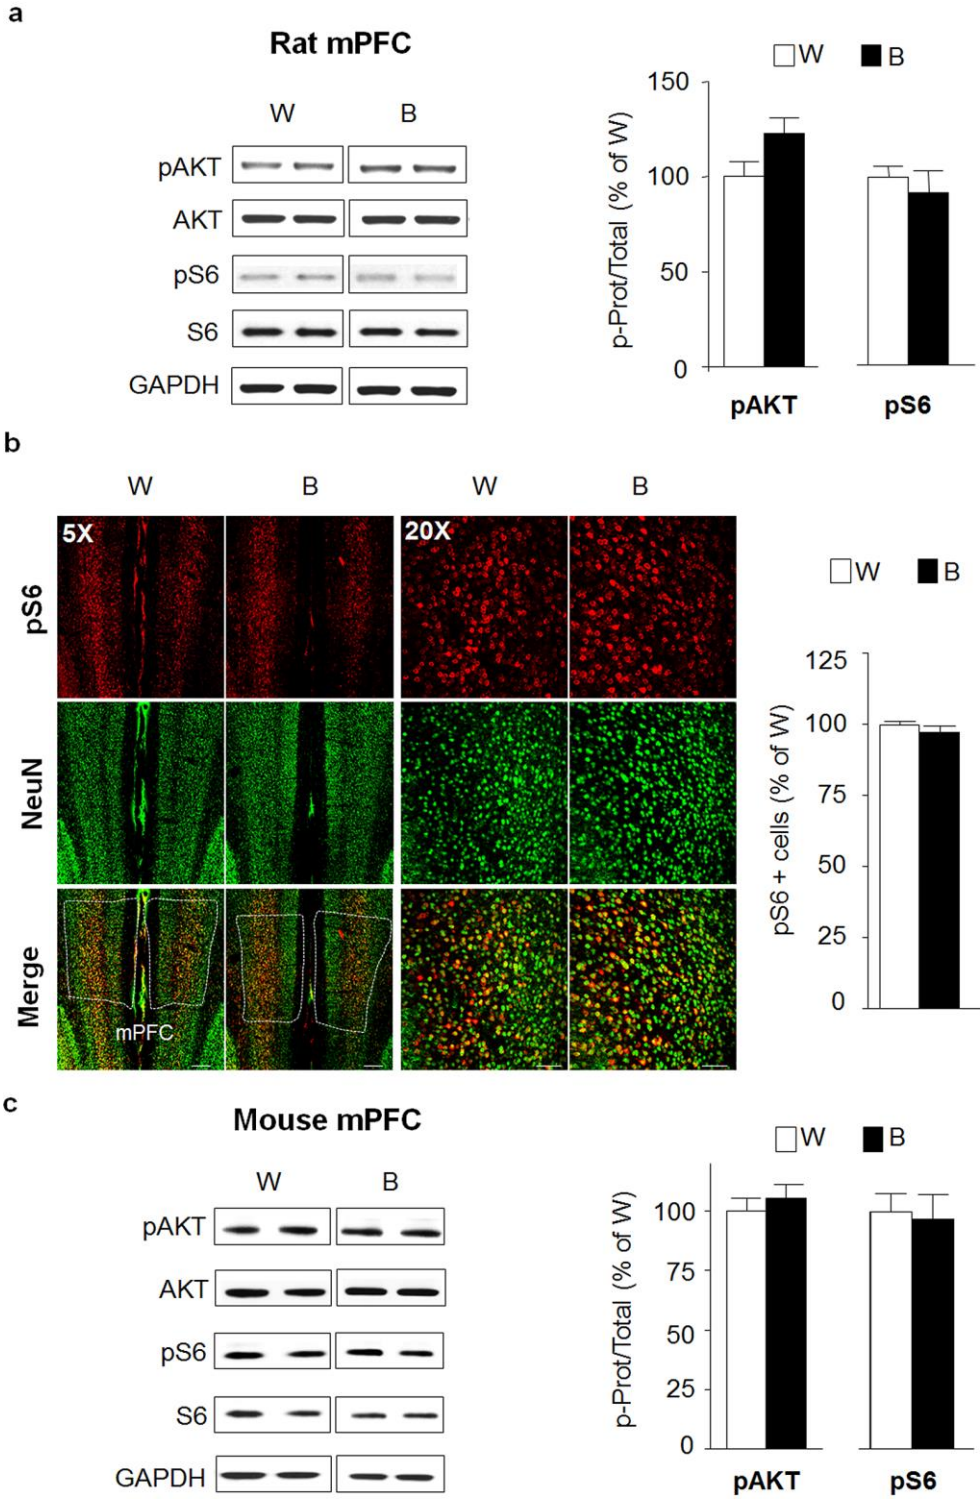 a
Rat mPFC
W B
pAKT
AKT
pS6
S6
GAPDH
W B
p-Prot/Total (% of W)
150
100
50
0
pAKT pS6
b
W B W B
5X 20X
pS6
NeuN
Merge
mPFC
W B
pS6 + cells (% of W)
125
100
75
50
25
0
c
Mouse mPFC
W B
pAKT
AKT
pS6
S6
GAPDH
W B
p-Prot/Total (% of W)
100
75
50
25
0
pAKT pS6